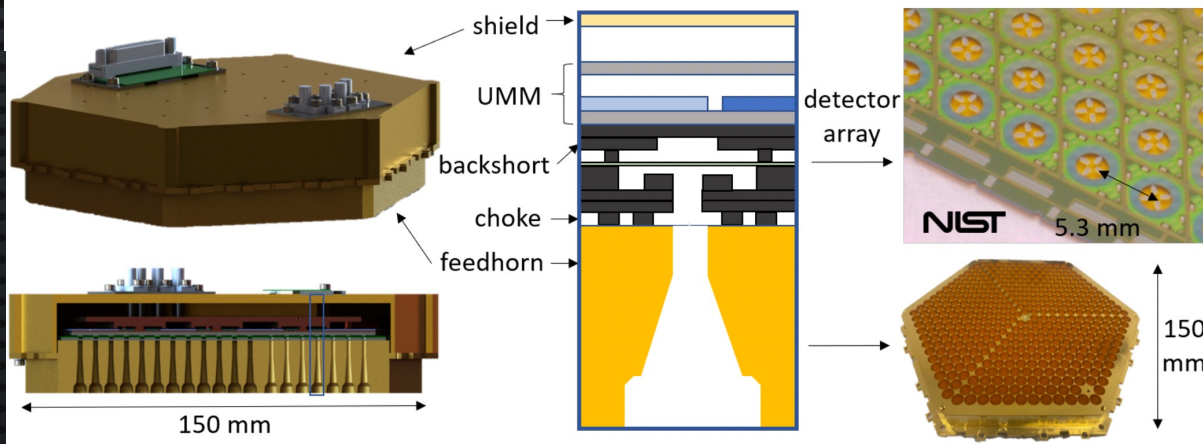 shield
UMM
backshort
choke
feedhorn
150 mm
detector
array
NIST
5.3 mm
150
mm